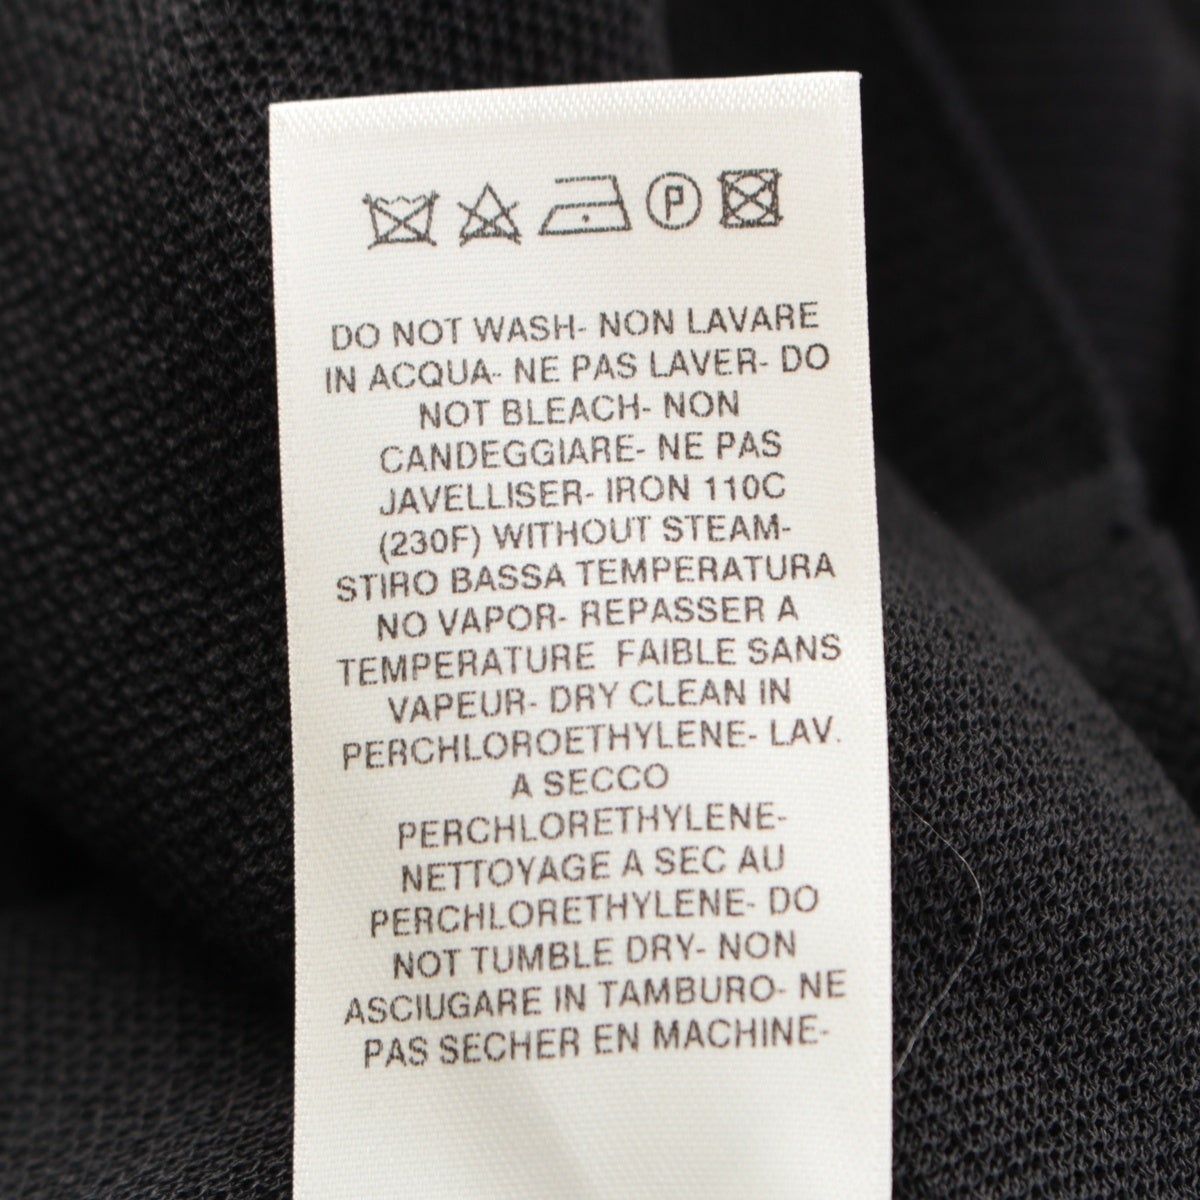 P
DO NOT WASH- NON LAVARE
IN ACQUA- NE PAS LAVER- DO
NOT BLEACH- NON
CANDEGGIARE- NE PAS
JAVELLISER- IRON 110C
(230F) WITHOUT STEAM-
STIRO BASSA TEMPERATURA
NO VAPOR- REPASSER A
TEMPERATURE FAIBLE SANS
VAPEUR- DRY CLEAN IN
PERCHLOROETHYLENE- LAV.
A SECCO
PERCHLORETHYLENE-
NETTOYAGE A SEC AU
PERCHLORETHYLENE- DO
NOT TUMBLE DRY- NON
ASCIUGARE IN TAMBURO- NE
PAS SECHER EN MACHINE-